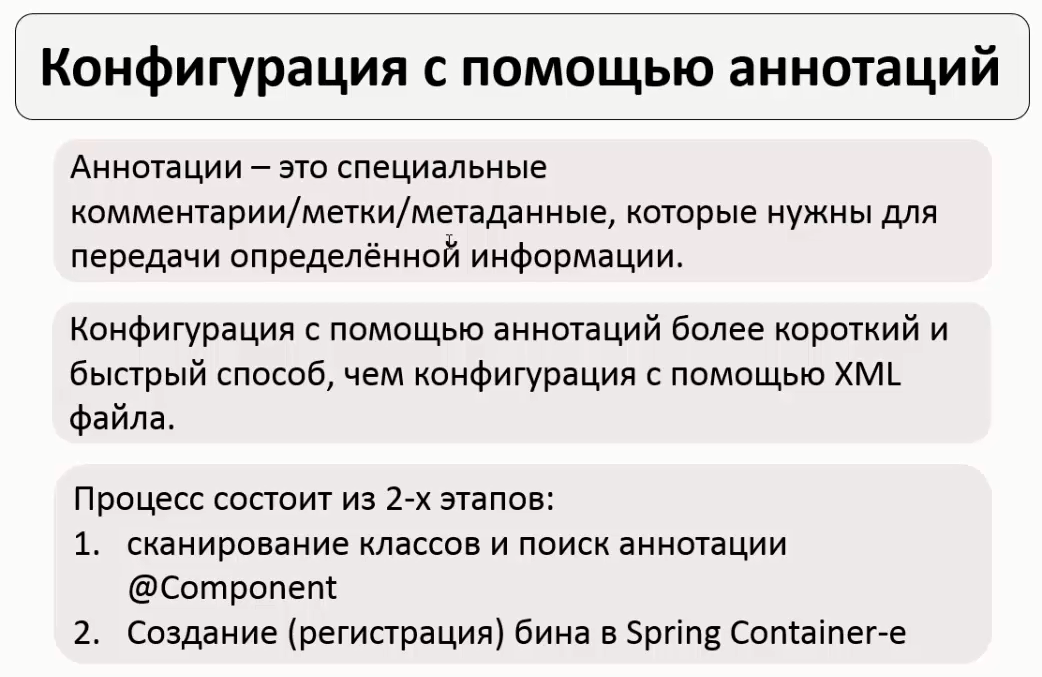 Конфигурация с помощью аннотаций
Аннотации – это специальные
комментарии/метки/метаданные, которые нужны для
передачи определённой информации.
Конфигурация с помощью аннотаций более короткий и
быстрый способ, чем конфигурация с помощью XML
файла.
Процесс состоит из 2-х этапов:
1. сканирование классов и поиск аннотации
@Component
2. Создание (регистрация) бина в Spring Container-е